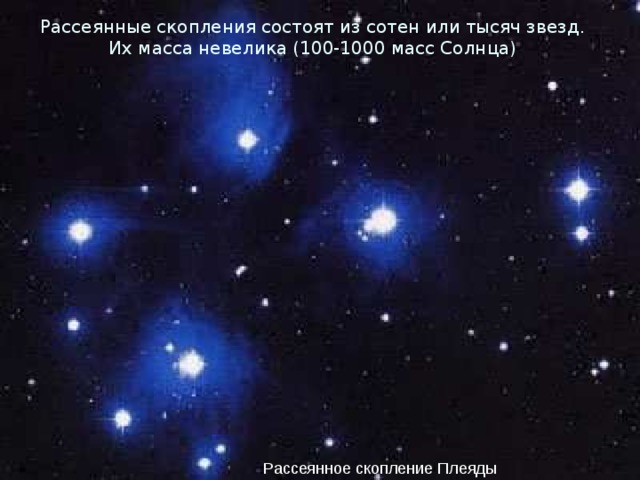 Рассеянные скопления состоят из сотен или тысяч звезд.
Их масса невелика (100-1000 масс Солнца)
Рассеянное скопление Плеяды